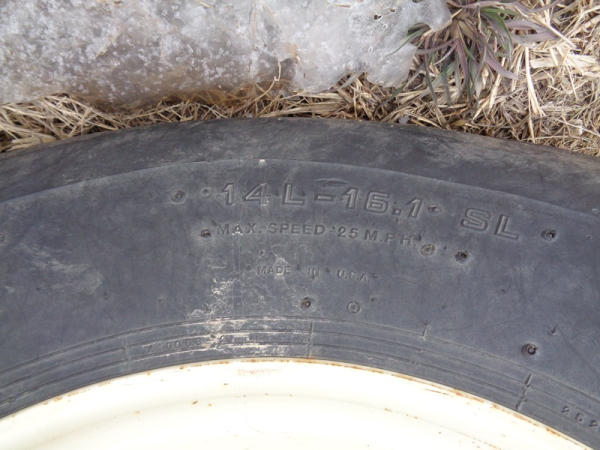 14L-16.1 SL
MAX. SPEED 25 M.P.H.
MADE IN U.S.A.